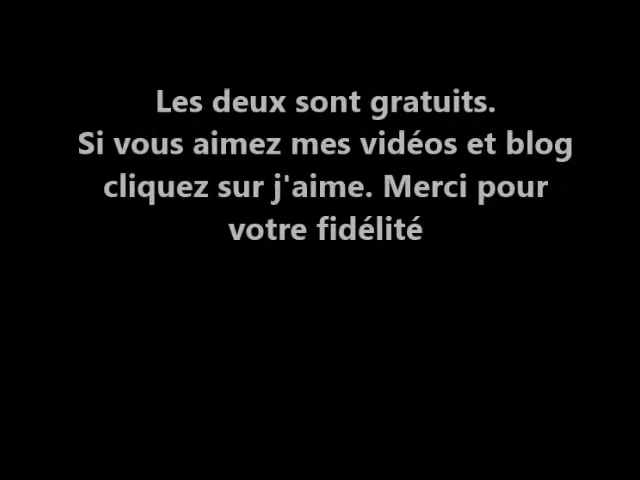 Les deux sont gratuits.
Si vous aimez mes vidéos et blog
cliquez sur j'aime. Merci pour
votre fidélité